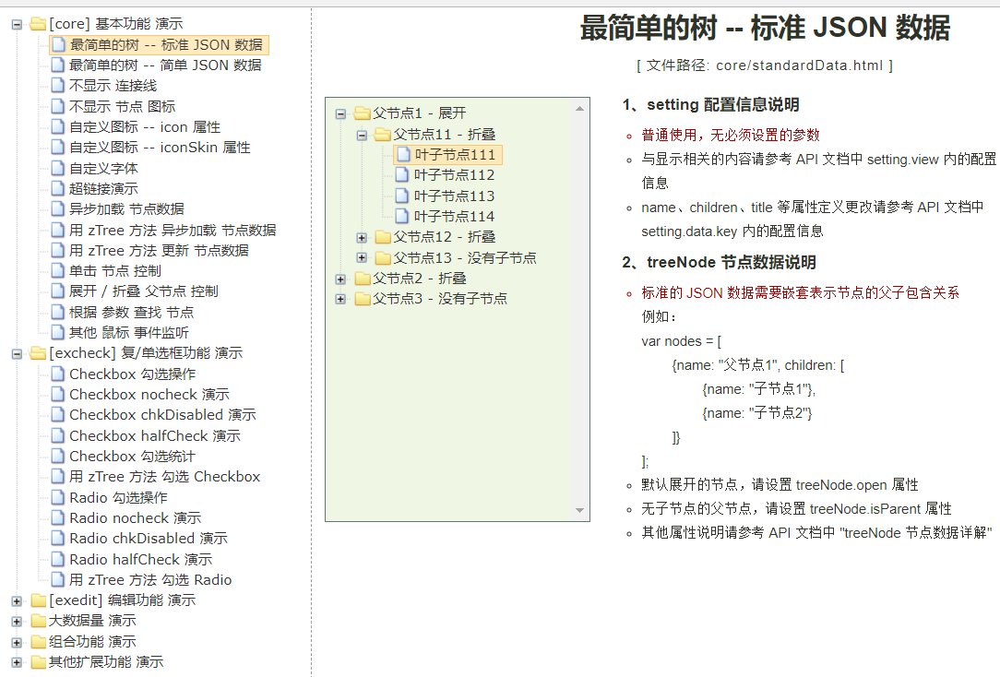 [core] 基本功能 演示
最简单的树 -- 标准 JSON 数据
最简单的树 -- 简单 JSON 数据
不显示 连接线
不显示 节点 图标
自定义图标 -- icon 属性
自定义图标 -- iconSkin 属性
自定义字体
超链接演示
异步加载 节点数据
用 zTree 方法 异步加载 节点数据
用 zTree 方法 更新 节点数据
单击 节点 控制
展开 / 折叠 父节点 控制
根据 参数 查找 节点
其他 鼠标 事件监听
[excheck] 复/单选框功能 演示
Checkbox 勾选操作
Checkbox nocheck 演示
Checkbox chkDisabled 演示
Checkbox halfCheck 演示
Checkbox 勾选统计
用 zTree 方法 勾选 Checkbox
Radio 勾选操作
Radio nocheck 演示
Radio chkDisabled 演示
Radio halfCheck 演示
用 zTree 方法 勾选 Radio
[exedit] 编辑功能 演示
大数据量 演示
组合功能 演示
其他扩展功能 演示
最简单的树 -- 标准 JSON 数据
[ 文件路径: core/standardData.html ]
父节点1 - 展开
父节点11 - 折叠
叶子节点111
叶子节点112
叶子节点113
叶子节点114
父节点12 - 折叠
父节点13 - 没有子节点
父节点2 - 折叠
父节点3 - 没有子节点
1、setting 配置信息说明
普通使用，无必须设置的参数
与显示相关的内容请参考 API 文档中 setting.view 内的配置
信息
name、children、title 等属性定义更改请参考 API 文档中
setting.data.key 内的配置信息
2、treeNode 节点数据说明
标准的 JSON 数据需要嵌套表示节点的父子包含关系
例如：
var nodes = [
{name: "父节点1", children: [
{name: "子节点1"},
{name: "子节点2"}
]}
];
默认展开的节点，请设置 treeNode.open 属性
无子节点的父节点，请设置 treeNode.isParent 属性
其他属性说明请参考 API 文档中 "treeNode 节点数据详解"